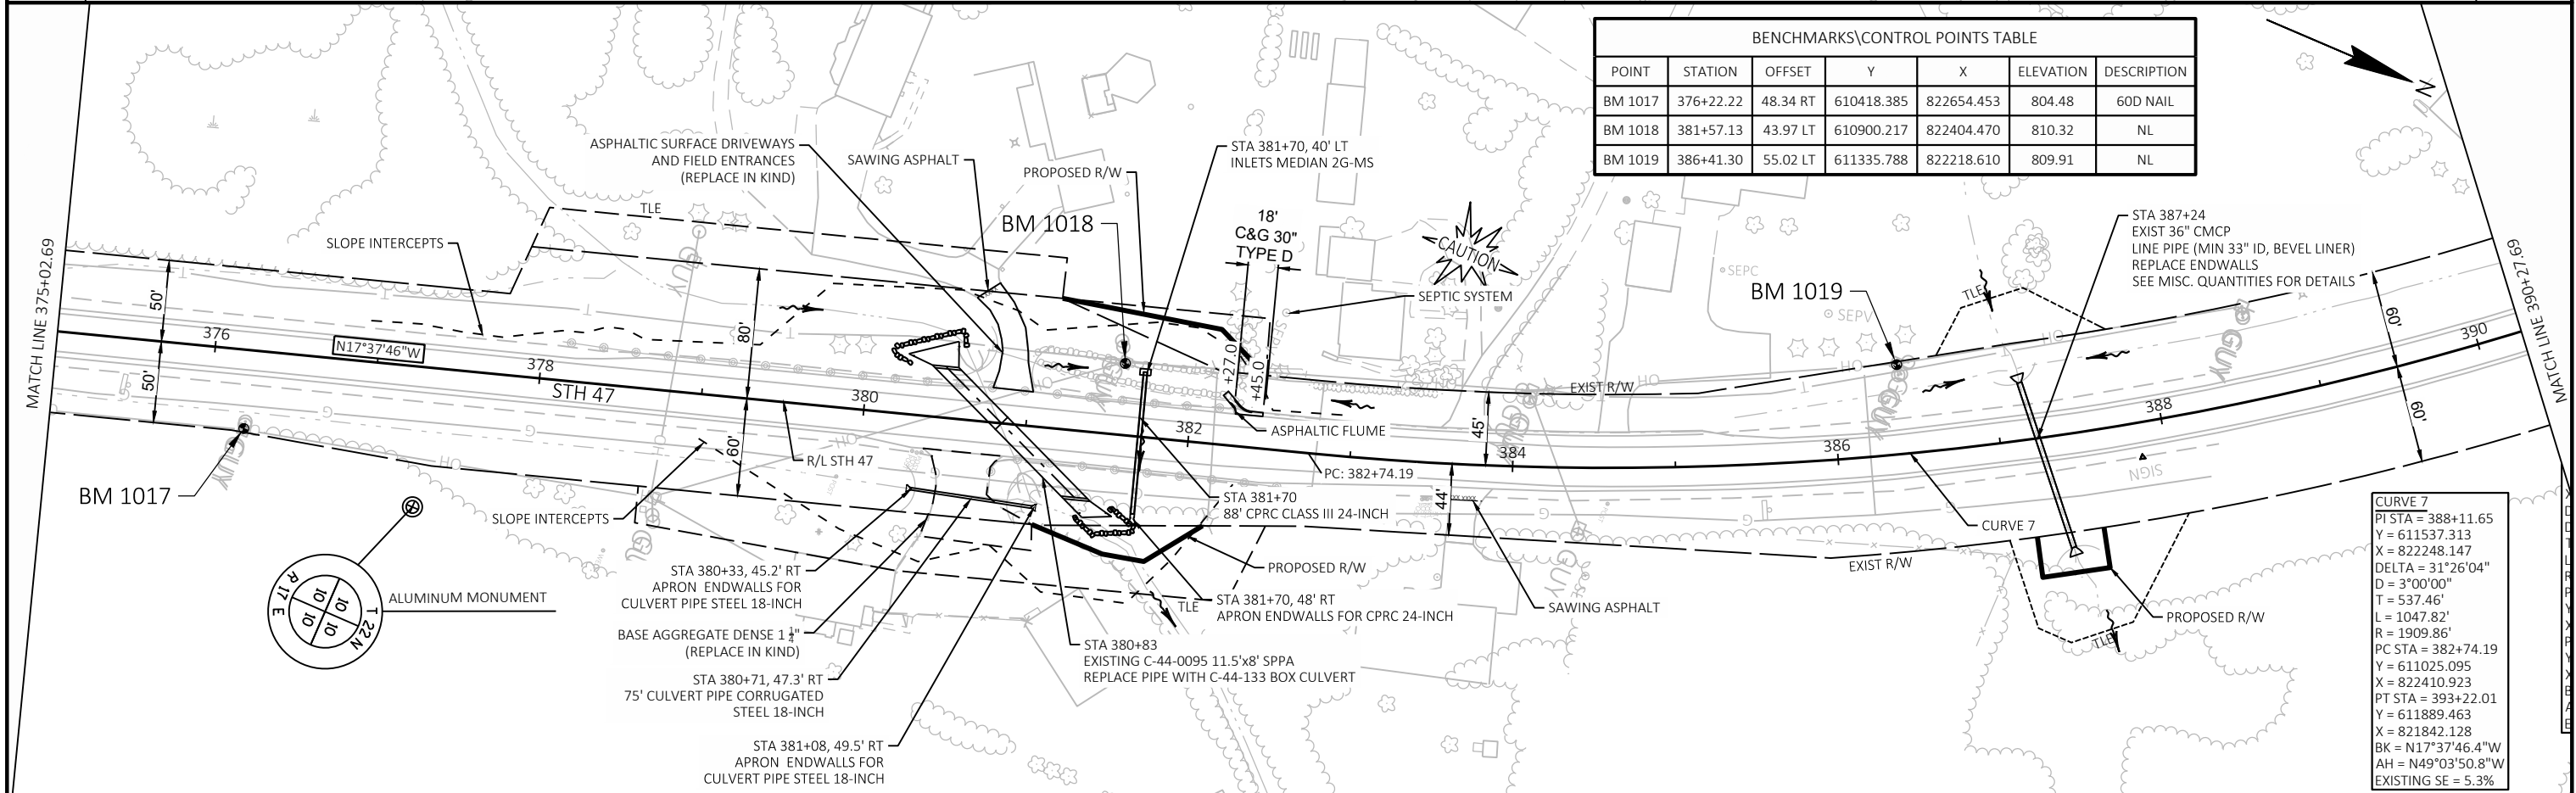 BENCHMARKS\CONTROL POINTS TABLE
POINT STATION OFFSET Y X ELEVATION DESCRIPTION
BM 1017 376+22.22 48.34 RT 610418.385 822654.453 804.48 60D NAIL
BM 1018 381+57.13 43.97 LT 610900.217 822404.470 810.32 NL
BM 1019 386+41.30 55.02 LT 611335.788 822218.610 809.91 NL
N
MATCH LINE 375+02.69
MATCH LINE 390+27.69
ASPHALTIC SURFACE DRIVEWAYS
AND FIELD ENTRANCES
(REPLACE IN KIND)
SAWING ASPHALT
PROPOSED R/W
STA 381+70, 40' LT
INLETS MEDIAN 2G-MS
BM 1018
18'
C&G 30"
TYPE D
CAUTION
SEPTIC SYSTEM
SEPC
SEPV
BM 1019
STA 387+24
EXIST 36" CMCP
LINE PIPE (MIN 33" ID, BEVEL LINER)
REPLACE ENDWALLS
SEE MISC. QUANTITIES FOR DETAILS
TLE
SLOPE INTERCEPTS
TLE
50'
50'
80'
60'
45'
44'
60'
60'
376
378
380
382
384
386
388
390
N17°37'46"W
STH 47
R/L STH 47
+27.0
+45.0
ASPHALTIC FLUME
EXIST R/W
PC: 382+74.19
GUY
GUY
GUY
GUY
GUY
GUY
GUY
HO
HO
HO
HO
HO
SIGN
BM 1017
SLOPE INTERCEPTS
R 17 E
T 22 N
10
10
10
10
ALUMINUM MONUMENT
STA 380+33, 45.2' RT
APRON ENDWALLS FOR
CULVERT PIPE STEEL 18-INCH
BASE AGGREGATE DENSE 1 ¼"
(REPLACE IN KIND)
STA 380+71, 47.3' RT
75' CULVERT PIPE CORRUGATED
STEEL 18-INCH
STA 381+08, 49.5' RT
APRON ENDWALLS FOR
CULVERT PIPE STEEL 18-INCH
STA 381+70
88' CPRC CLASS III 24-INCH
PROPOSED R/W
TLE
STA 381+70, 48' RT
APRON ENDWALLS FOR CPRC 24-INCH
STA 380+83
EXISTING C-44-0095 11.5'x8' SPPA
REPLACE PIPE WITH C-44-133 BOX CULVERT
SAWING ASPHALT
EXIST R/W
CURVE 7
PROPOSED R/W
TLE
CURVE 7
PI STA = 388+11.65
Y = 611537.313
X = 822248.147
DELTA = 31°26'04"
D = 3°00'00"
T = 537.46'
L = 1047.82'
R = 1909.86'
PC STA = 382+74.19
Y = 611025.095
X = 822410.923
PT STA = 393+22.01
Y = 611889.463
X = 821842.128
BK = N17°37'46.4"W
AH = N49°03'50.8"W
EXISTING SE = 5.3%